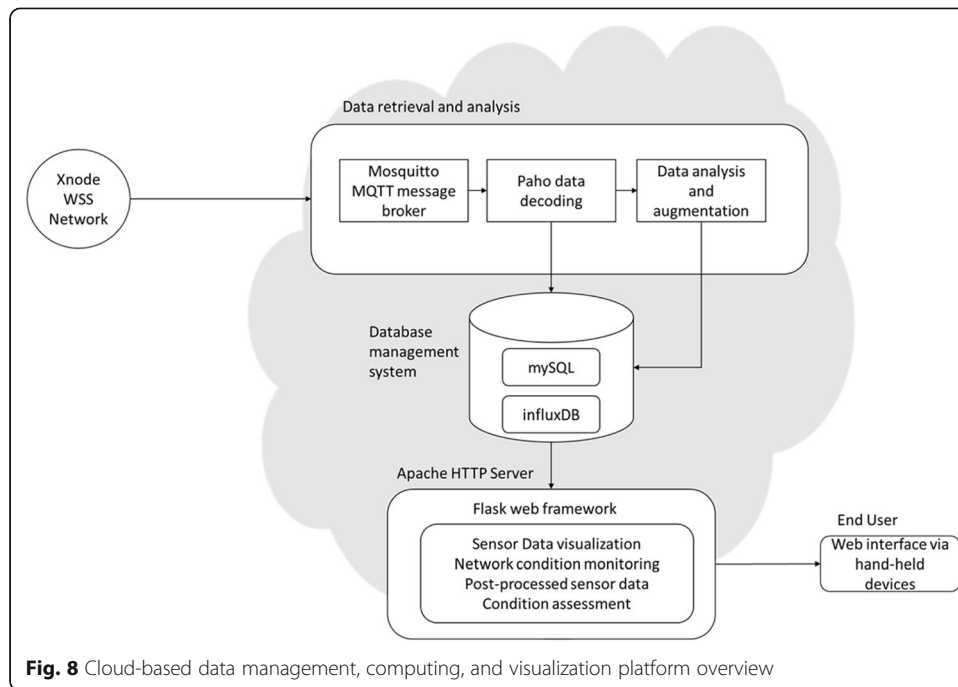 Data retrieval and analysis
Xnode
WSS
Network
Mosquitto
MQTT message
broker
Paho data
decoding
Data analysis
and
augmentation
Database
management
system
mySQL
influxDB
Apache HTTP Server
Flask web framework
Sensor Data visualization
Network condition monitoring
Post-processed sensor data
Condition assessment
End User
Web interface via
hand-held
devices
Fig. 8 Cloud-based data management, computing, and visualization platform overview